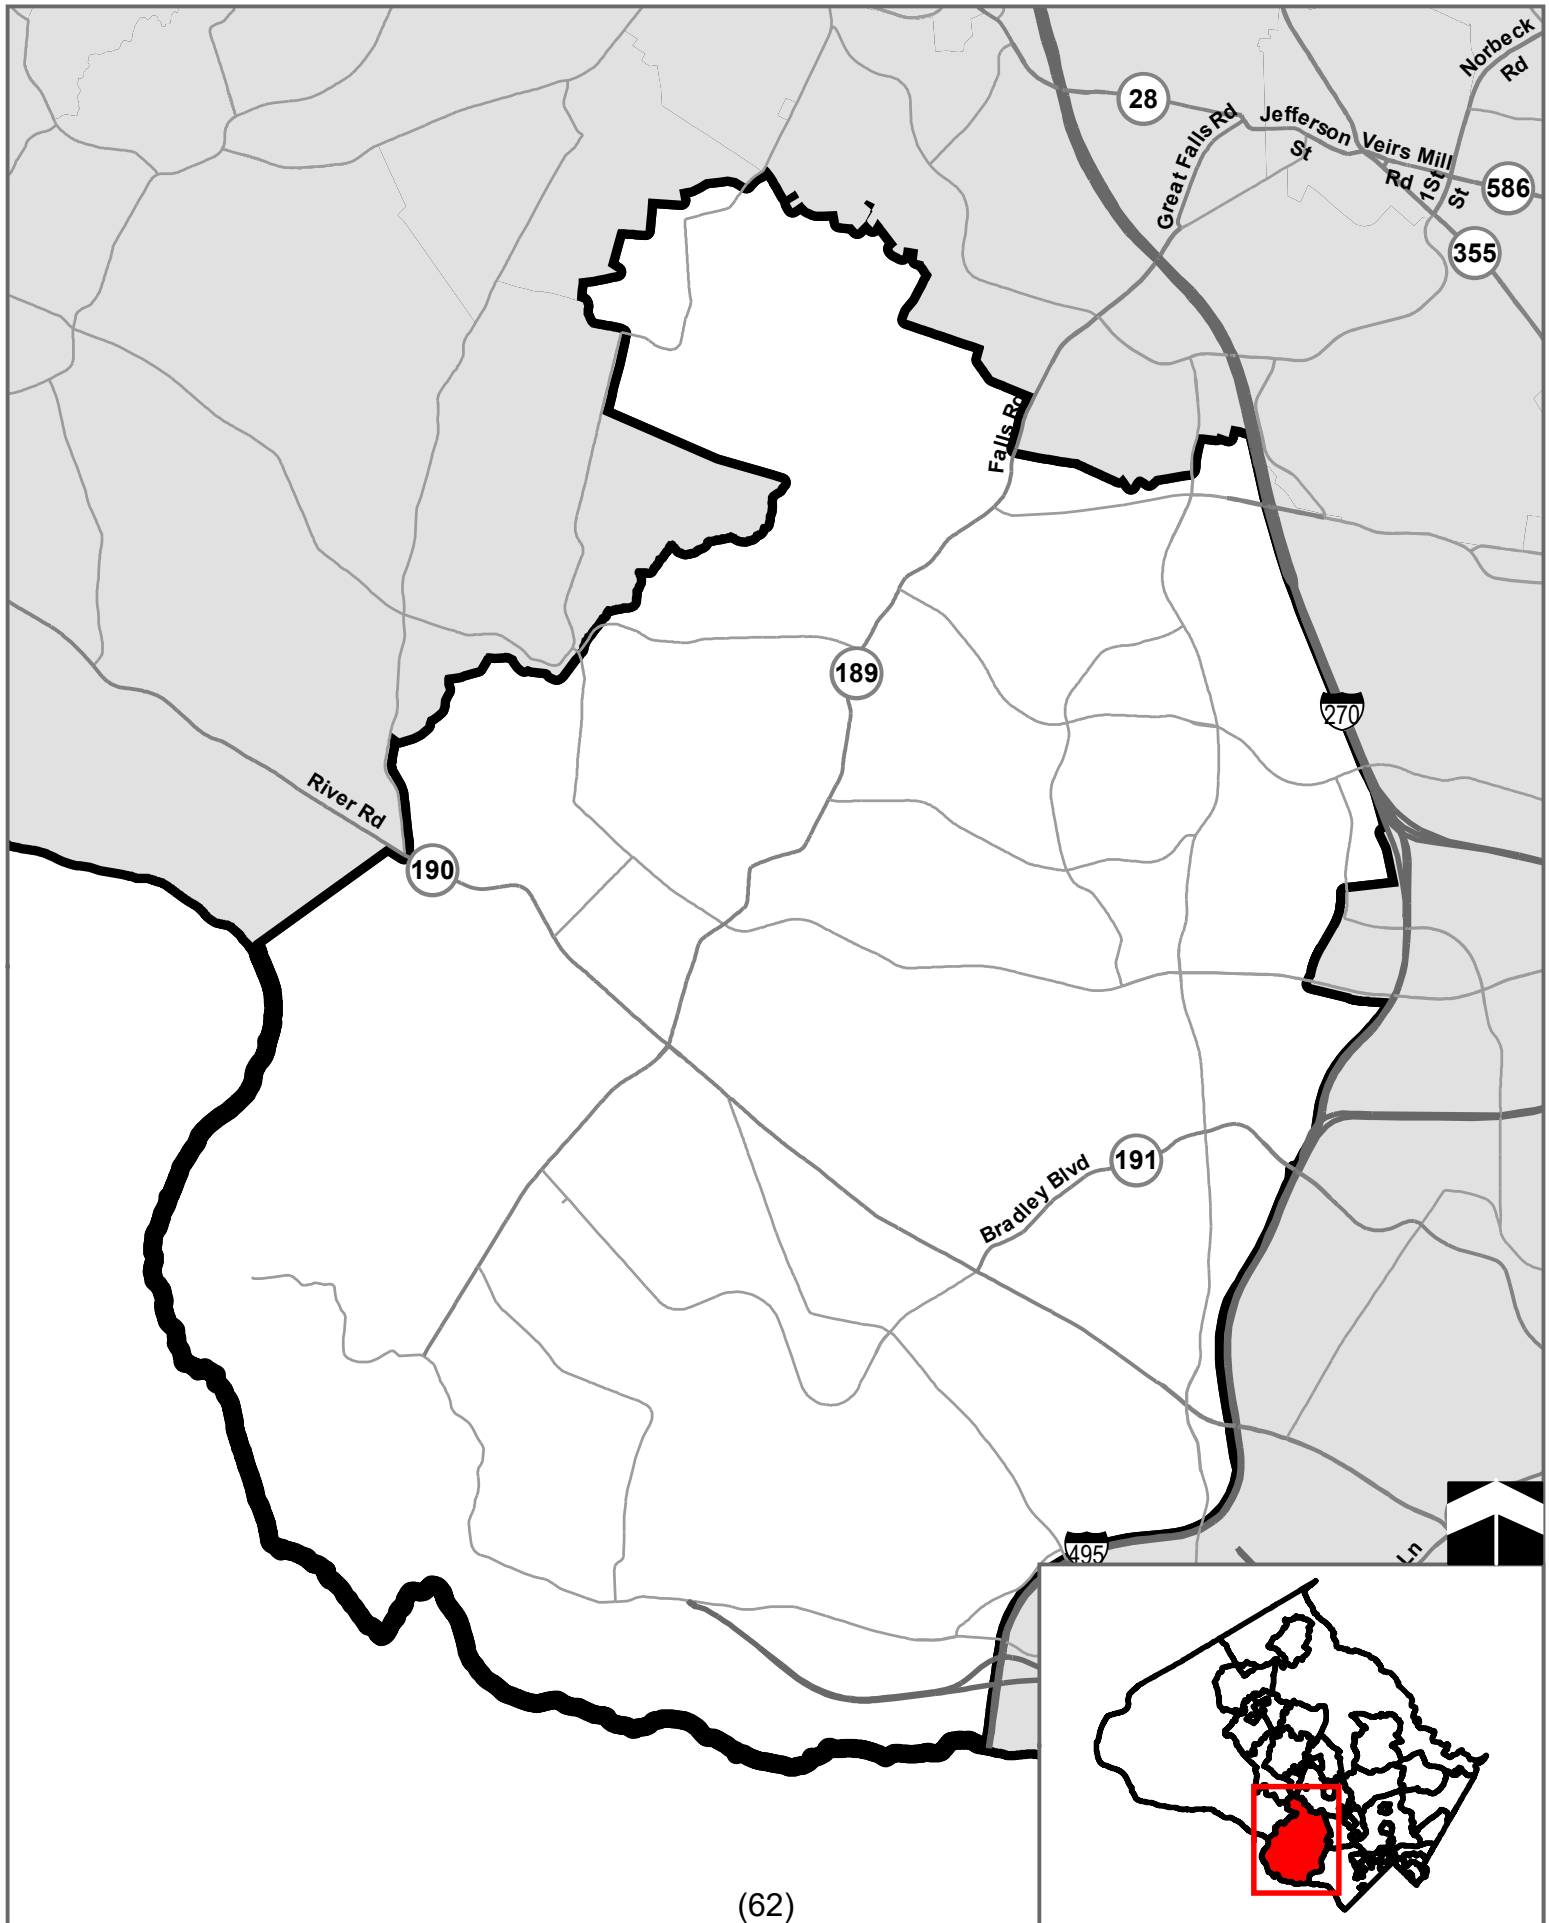 Norbeck
Rd
28
Great Falls Rd
Jefferson
St
Veirs Mill
Rd
1St
St
586
355
Falls Rd
189
270
River Rd
190
191
Bradley Blvd
495
Ln
(62)